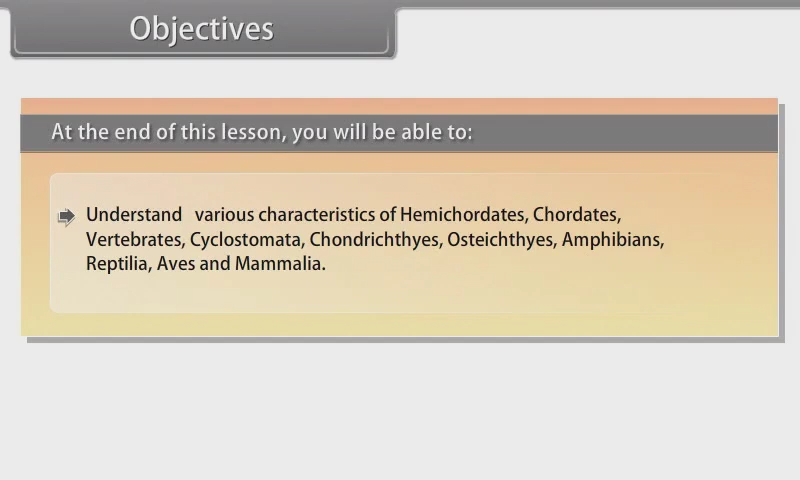 Objectives
At the end of this lesson, you will be able to:
Understand various characteristics of Hemichordates, Chordates,
Vertebrates, Cyclostomata, Chondrichthyes, Osteichthyes, Amphibians,
Reptilia, Aves and Mammalia.